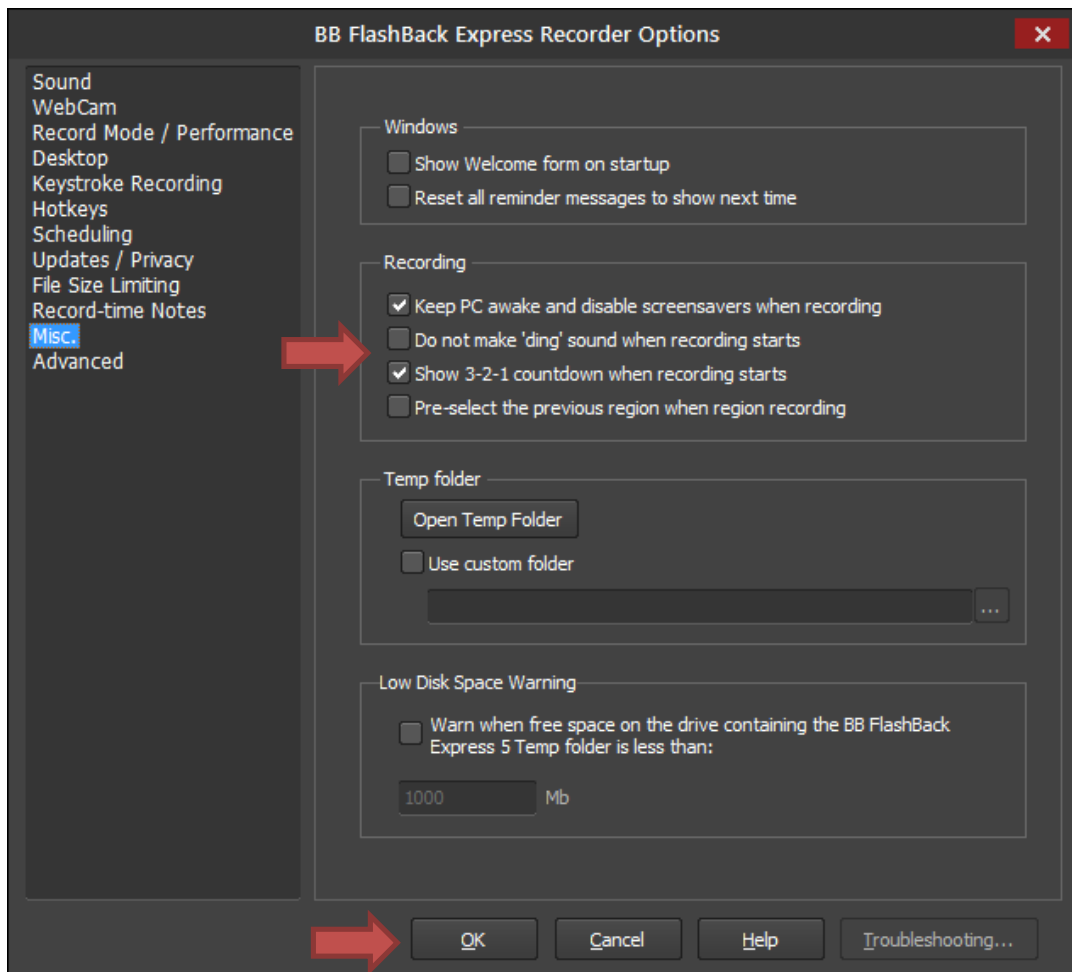 BB FlashBack Express Recorder Options
Sound
WebCam
Record Mode / Performance
Desktop
Keystroke Recording
Hotkeys
Scheduling
Updates / Privacy
File Size Limiting
Record-time Notes
Misc.
Advanced
Windows
Show Welcome form on startup
Reset all reminder messages to show next time
Recording
Keep PC awake and disable screensavers when recording
Do not make 'ding' sound when recording starts
Show 3-2-1 countdown when recording starts
Pre-select the previous region when region recording
Temp folder
Open Temp Folder
Use custom folder
...
Low Disk Space Warning
Warn when free space on the drive containing the BB FlashBack
Express 5 Temp folder is less than:
1000 Mb
OK Cancel Help Troubleshooting...